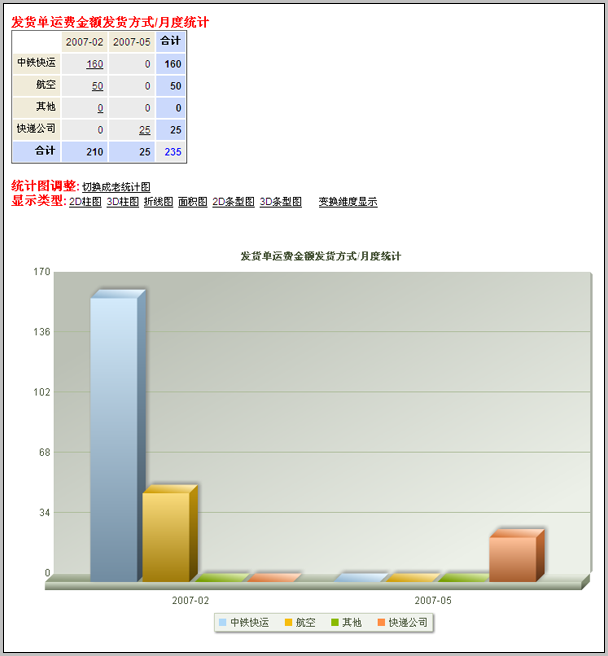 发货单运费金额发货方式/月度统计
2007-02 2007-05 合计
中铁快运 160 0 160
航空 50 0 50
其他 0 0 0
快递公司 0 25 25
合计 210 25 235
统计图调整: 切换成老统计图
显示类型: 2D柱图 3D柱图 折线图 面积图 2D条型图 3D条型图 变换维度显示
发货单运费金额发货方式/月度统计
170
136
102
68
34
0
2007-02 2007-05
中铁快运 航空 其他 快递公司